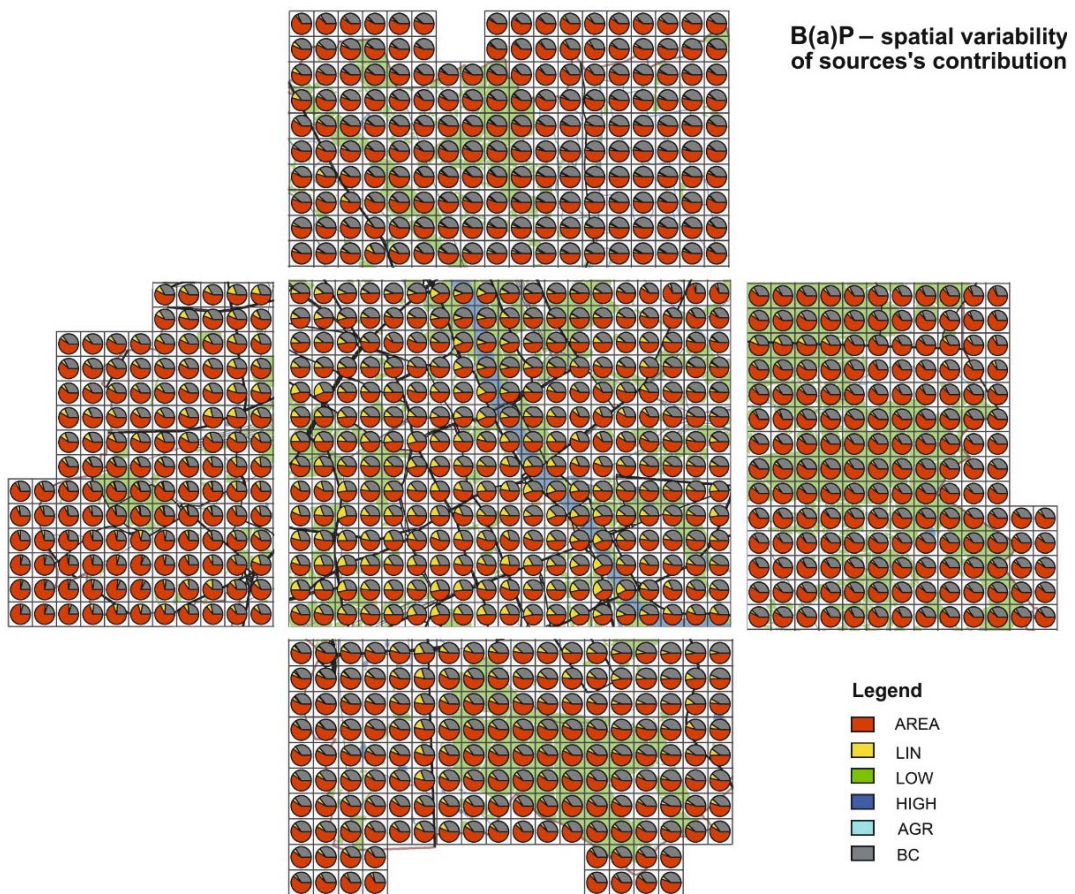 B(a)P – spatial variability
of sources's contribution
Legend
AREA
LIN
LOW
HIGH
AGR
BC